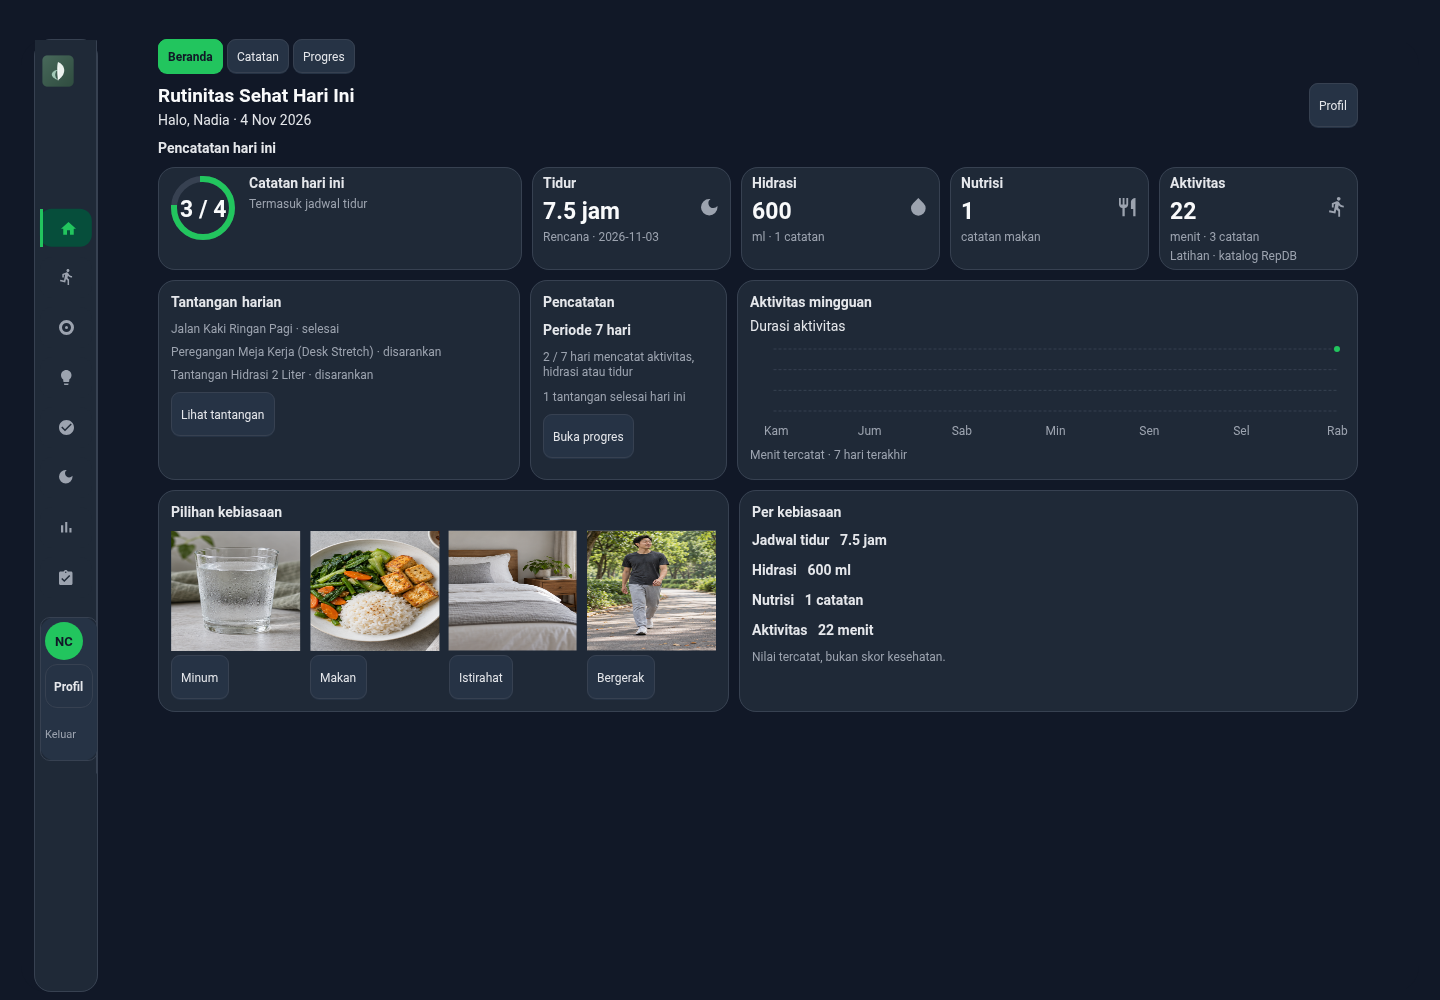 Beranda
Catatan
Progres
Rutinitas Sehat Hari Ini
Halo, Nadia · 4 Nov 2026
Profil
Pencatatan hari ini
3 / 4
Catatan hari ini
Termasuk jadwal tidur
Tidur
7.5 jam
Rencana · 2026-11-03
Hidrasi
600
ml · 1 catatan
Nutrisi
1
catatan makan
Aktivitas
22
menit · 3 catatan
Latihan · katalog RepDB
Tantangan harian
Jalan Kaki Ringan Pagi · selesai
Peregangan Meja Kerja (Desk Stretch) · disarankan
Tantangan Hidrasi 2 Liter · disarankan
Lihat tantangan
Pencatatan
Periode 7 hari
2 / 7 hari mencatat aktivitas,
hidrasi atau tidur
1 tantangan selesai hari ini
Buka progres
Aktivitas mingguan
Durasi aktivitas
Kam
Jum
Sab
Min
Sen
Sel
Rab
Menit tercatat · 7 hari terakhir
Pilihan kebiasaan
Minum
Makan
Istirahat
Bergerak
Per kebiasaan
Jadwal tidur 7.5 jam
Hidrasi 600 ml
Nutrisi 1 catatan
Aktivitas 22 menit
Nilai tercatat, bukan skor kesehatan.
NC
Profil
Keluar